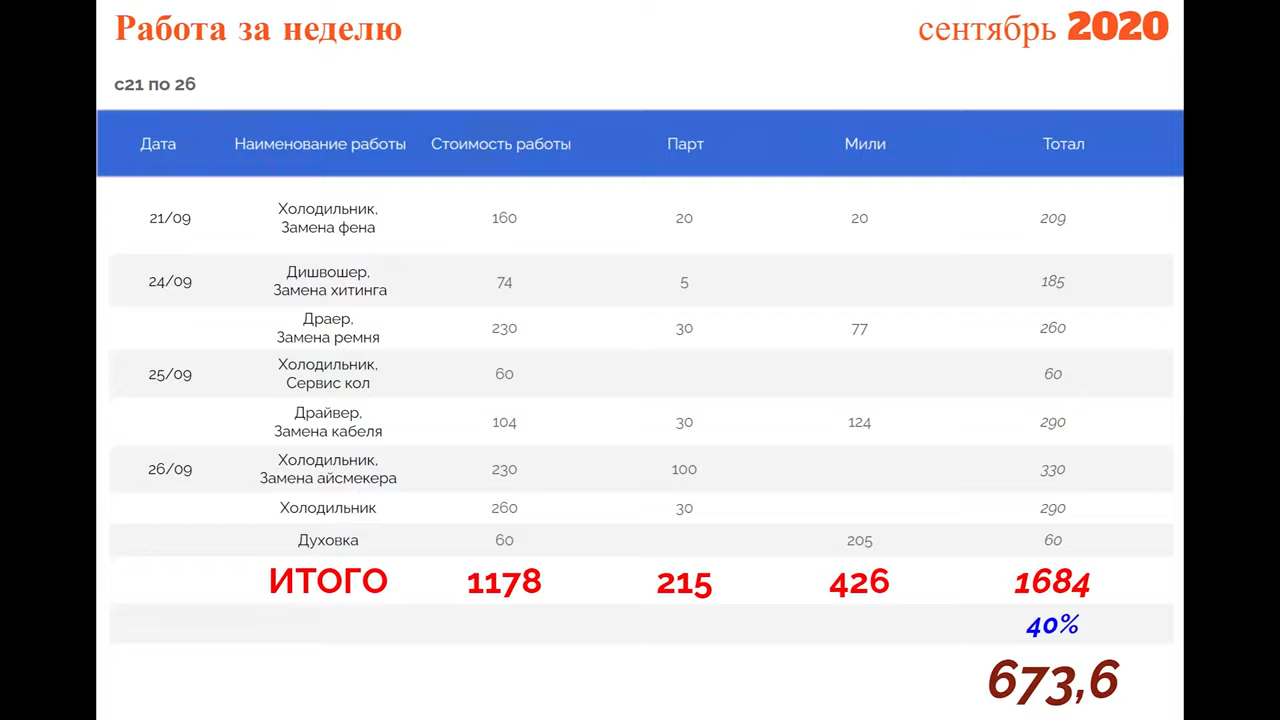 Работа за неделю сентябрь 2020
с21 по 26
Дата Наименование работы Стоимость работы Парт Мили Тотал
21/09 Холодильник, Замена фена 160 20 20 209
24/09 Дишвошер, Замена хитинга 74 5 185
Драер, Замена ремня 230 30 77 260
25/09 Холодильник, Сервис кол 60 60
Драйвер, Замена кабеля 104 30 124 290
26/09 Холодильник, Замена айсмекера 230 100 330
Холодильник 260 30 290
Духовка 60 205 60
ИТОГО 1178 215 426 1684
40%
673,6